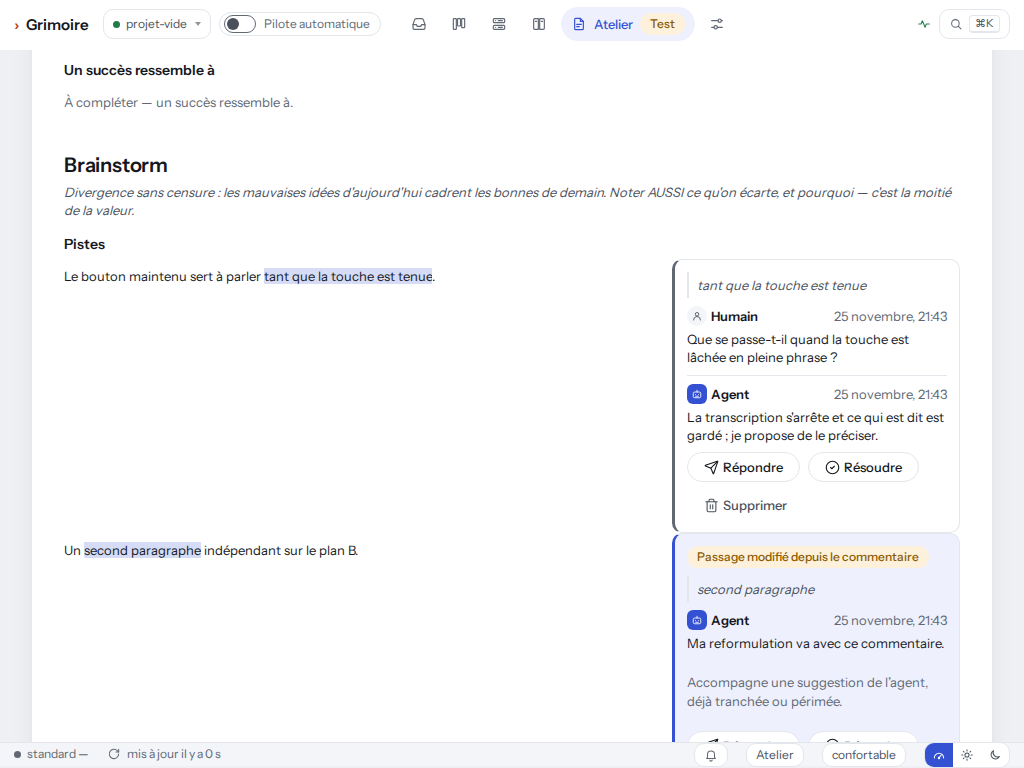 › Grimoire
projet-vide
Pilote automatique
Atelier
Test
⌘K
Un succès ressemble à
À compléter — un succès ressemble à.
Brainstorm
Divergence sans censure : les mauvaises idées d'aujourd'hui cadrent les bonnes de demain. Noter AUSSI ce qu'on écarte, et pourquoi — c'est la moitié
de la valeur.
Pistes
Le bouton maintenu sert à parler tant que la touche est tenue.
tant que la touche est tenue
Humain
25 novembre, 21:43
Que se passe-t-il quand la touche est
lâchée en pleine phrase ?
Agent
25 novembre, 21:43
La transcription s'arrête et ce qui est dit est
gardé ; je propose de le préciser.
Répondre
Résoudre
Supprimer
Un second paragraphe indépendant sur le plan B.
Passage modifié depuis le commentaire
second paragraphe
Agent
25 novembre, 21:43
Ma reformulation va avec ce commentaire.
Accompagne une suggestion de l'agent,
déjà tranchée ou périmée.
standard —
mis à jour il y a 0 s
Atelier
confortable